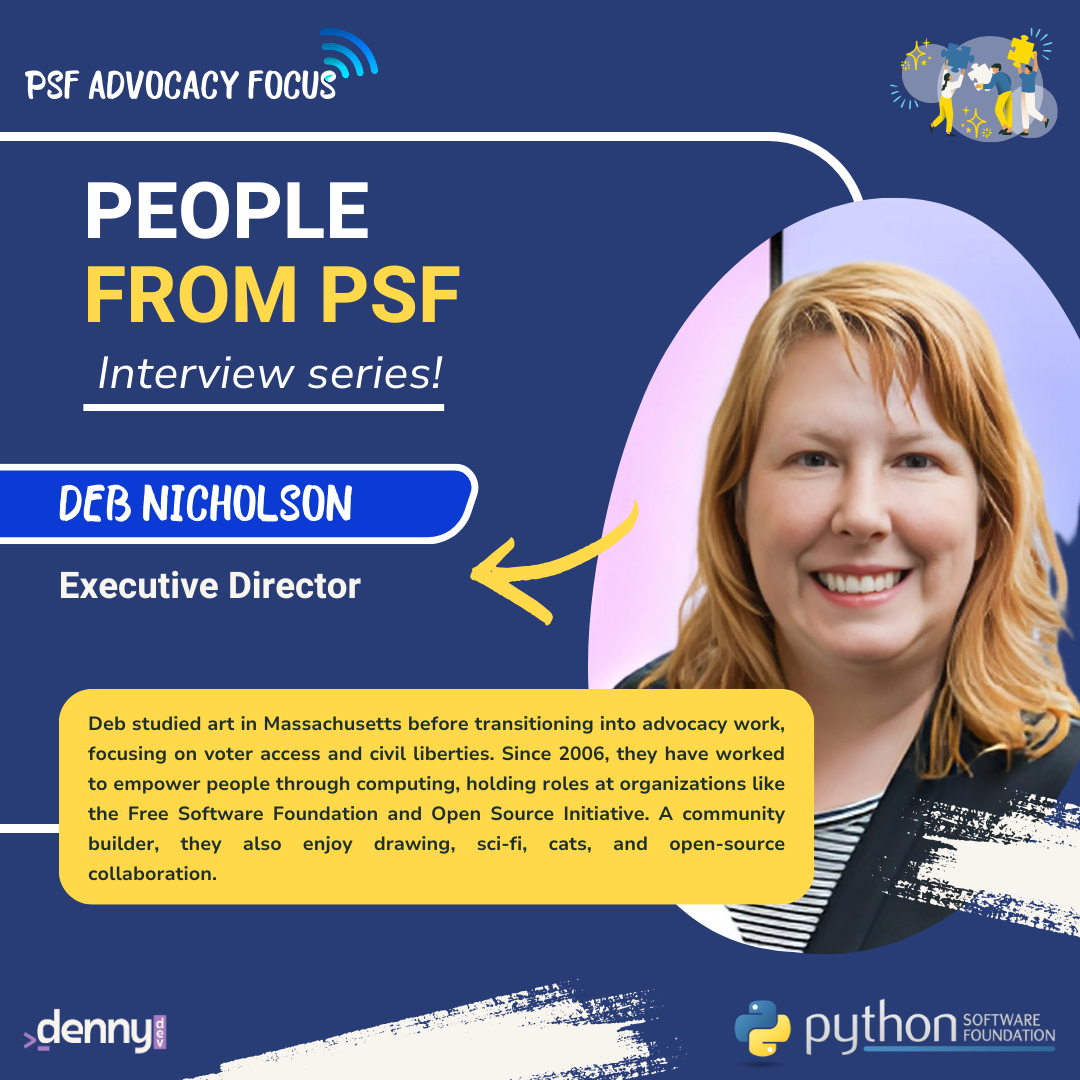 PSF ADVOCACY FOCUS
PEOPLE
FROM PSF
Interview series!
DEB NICHOLSON
Executive Director
Deb studied art in Massachusetts before transitioning into advocacy work,
focusing on voter access and civil liberties. Since 2006, they have worked
to empower people through computing, holding roles at organizations like
the Free Software Foundation and Open Source Initiative. A community
builder, they also enjoy drawing, sci-fi, cats, and open-source
collaboration.
>_denny dev
python SOFTWARE
FOUNDATION